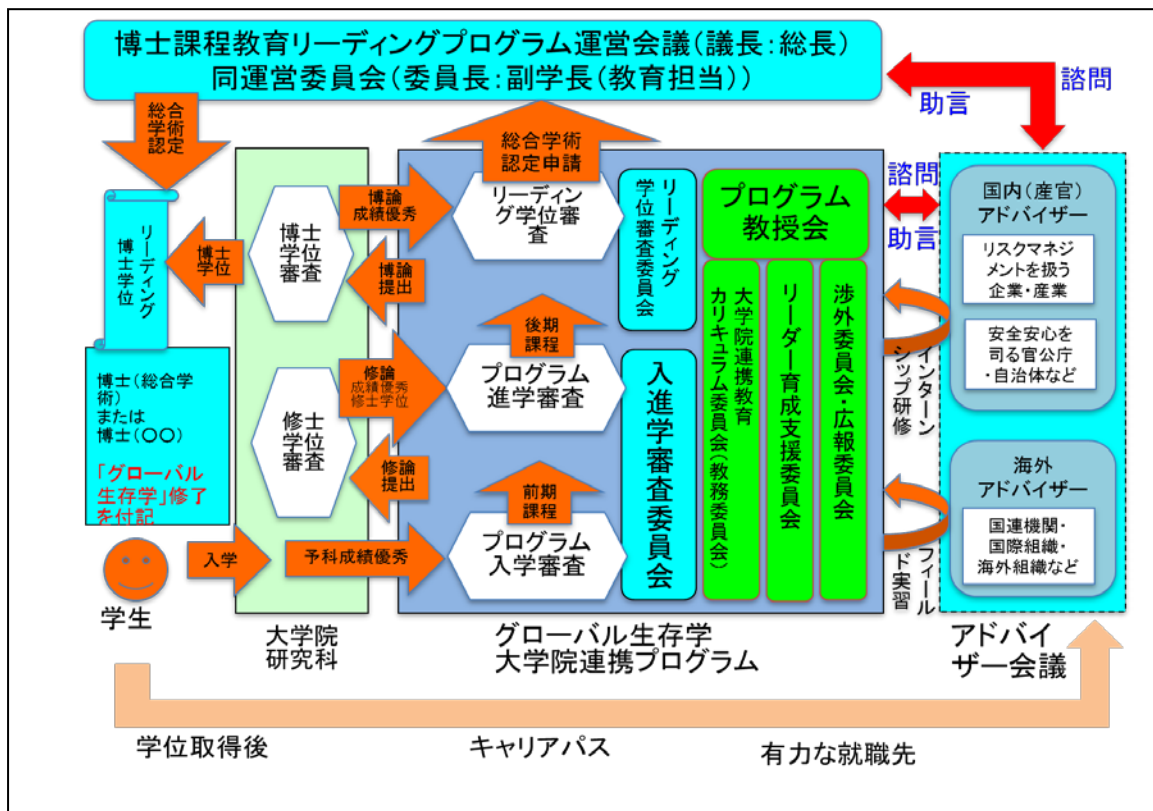 博士課程教育リーディングプログラム運営会議(議長:総長)
同運営委員会(委員長:副学長(教育担当))
諮問
助言
総合
学術
認定
総合学術
認定申請
リーディング
博士学位
博士
学位
博士
学位
審査
博論
成績優秀
博論
提出
リーディ
ング学位審
査
リーディング
学位審査委員会
プログラム
教授会
諮問
助言
国内(産官)
アドバイザー
リスクマネジ
メントを扱う
企業・産業
安全安心を
司る官公庁
・自治体など
後期
課程
プログラム
進学審査
修論
成績優秀
修士学位
修士
学位
審査
修論
提出
入進学審査委員会
大学院連携教育
カリキュラム委員会(教務委員会)
リーダー育成支援委員会
渉外委員会・広報委員会
インターン
シップ研修
博士(総合学
術)
または
博士(〇〇)
「グローバル
生存学」修了
を付記
前期
課程
プログラム
入学審査
海外
アドバイザー
国連機関・
国際組織・
海外組織など
フィール
ド実習
入学
予科成績優秀
学生
大学院
研究科
グローバル生存学
大学院連携プログラム
アドバイ
ザー会議
学位取得後
キャリアパス
有力な就職先